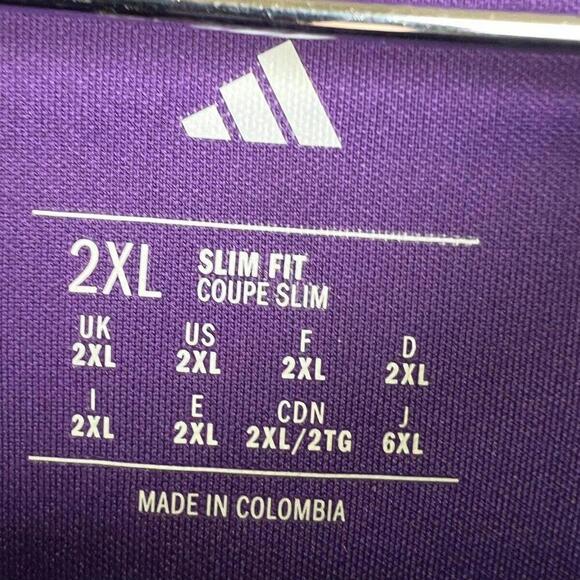 2XL SLIM FIT
COUPE SLIM
UK US F D
2XL 2XL 2XL 2XL
I E CDN J
2XL 2XL 2XL/2TG 6XL
MADE IN COLOMBIA